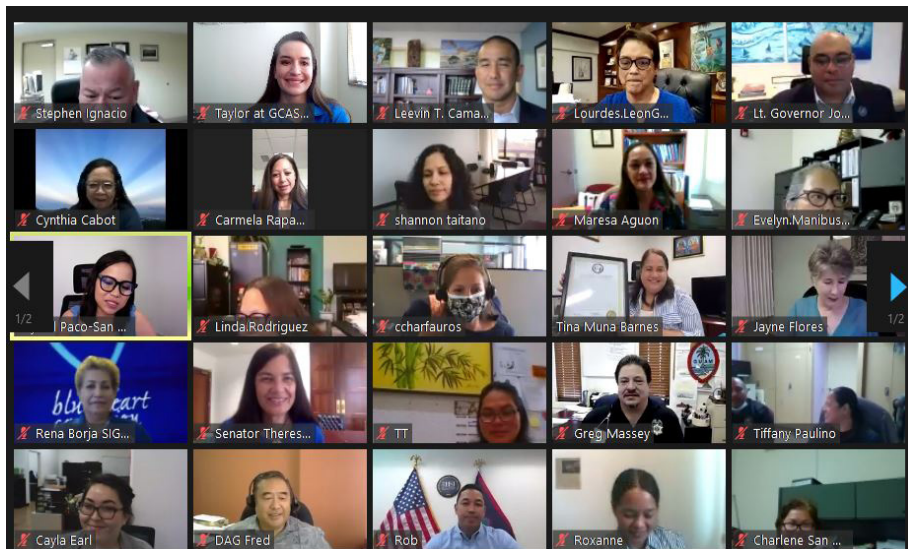 Stephen Ignacio
Taylor at GCAS...
Leevin T. Cama...
Lourdes.LeonG...
Lt. Governor Jo...
Cynthia Cabot
Carmela Rapa...
shannon taitano
Maresa Aguon
Evelyn.Manibus...
1/2
Paco-San ...
Linda.Rodriguez
ccharfauros
Tina Muna Barnes
Jayne Flores
1/2
GUAM
Rena Borja SIG...
Senator Theres...
TT
Greg Massey
Tiffany Paulino
Cayla Earl
DAG Fred
Rob
Roxanne
Charlene San ...